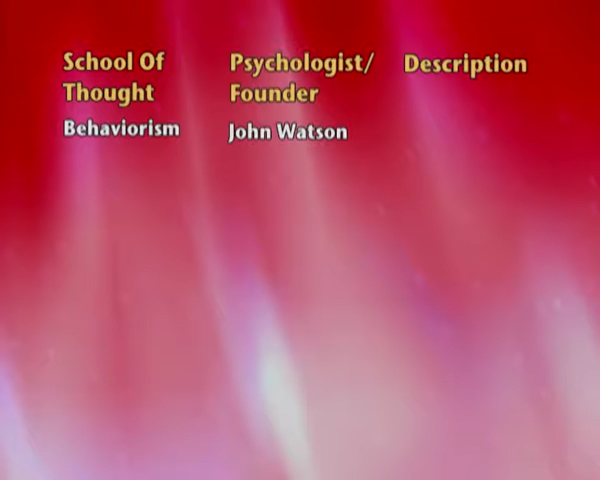 School Of Thought
Psychologist/ Founder
Description
Behaviorism
John Watson